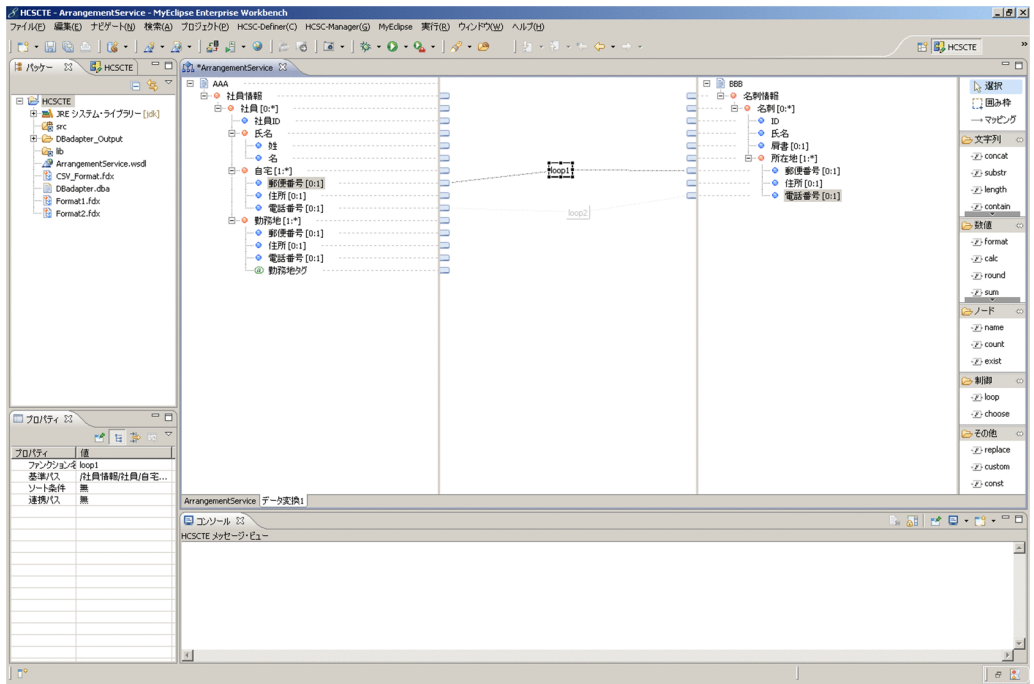 HCSCTE - ArrangementService - MyEclipse Enterprise Workbench
ファイル(F) 編集(E) ナビゲート(N) 検索(A) プロジェクト(P) HCSC-Definer(C) HCSC-Manager(G) MyEclipse 実行(R) ウィンドウ(W) ヘルプ(H)
HCSCTE
パッケー HCSCTE
HCSCTE
JRE システム・ライブラリー [jdk]
src
DBadapter_Output
lib
ArrangementService.wsdl
CSV_Format.fdx
DBadapter.dba
Format1.fdx
Format2.fdx
*ArrangementService
AAA
社員情報
社員 [0:*]
社員ID
氏名
姓
名
自宅 [1:*]
郵便番号 [0:1]
住所 [0:1]
電話番号 [0:1]
勤務地 [1:*]
郵便番号 [0:1]
住所 [0:1]
電話番号 [0:1]
勤務地タグ
loop1
loop2
BBB
名刺情報
名刺 [0:*]
ID
氏名
肩書 [0:1]
所在地 [1:*]
郵便番号 [0:1]
住所 [0:1]
電話番号 [0:1]
選択
囲み枠
マッピング
文字列
concat
substr
length
contain
数値
format
calc
round
sum
ノード
name
count
exist
制御
loop
choose
その他
replace
custom
const
ArrangementService データ変換1
プロパティ
プロパティ 値
ファンクション名 loop1
基準パス /社員情報/社員/自宅...
ソート条件 無
連携パス 無
コンソール
HCSCTE メッセージ・ビュー